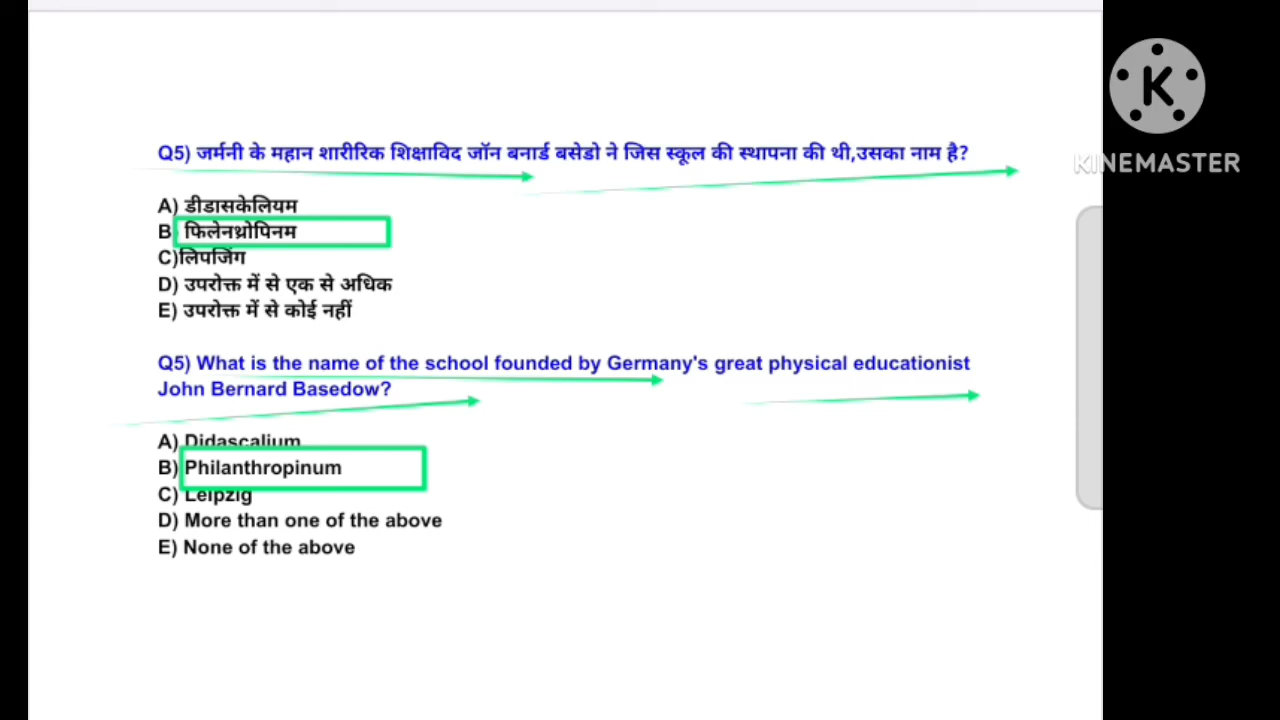 Q5) जर्मनी के महान शारीरिक शिक्षाविद जॉन बनार्ड बसेडो ने जिस स्कूल की स्थापना की थी,उसका नाम है?
KINEMASTER
A) डीडासकेलियम
B) फिलेनथ्रोपिनम
C)लिपजिंग
D) उपरोक्त में से एक से अधिक
E) उपरोक्त में से कोई नहीं
Q5) What is the name of the school founded by Germany's great physical educationist
John Bernard Basedow?
A) Didascalium
B) Philanthropinum
C) Leipzig
D) More than one of the above
E) None of the above